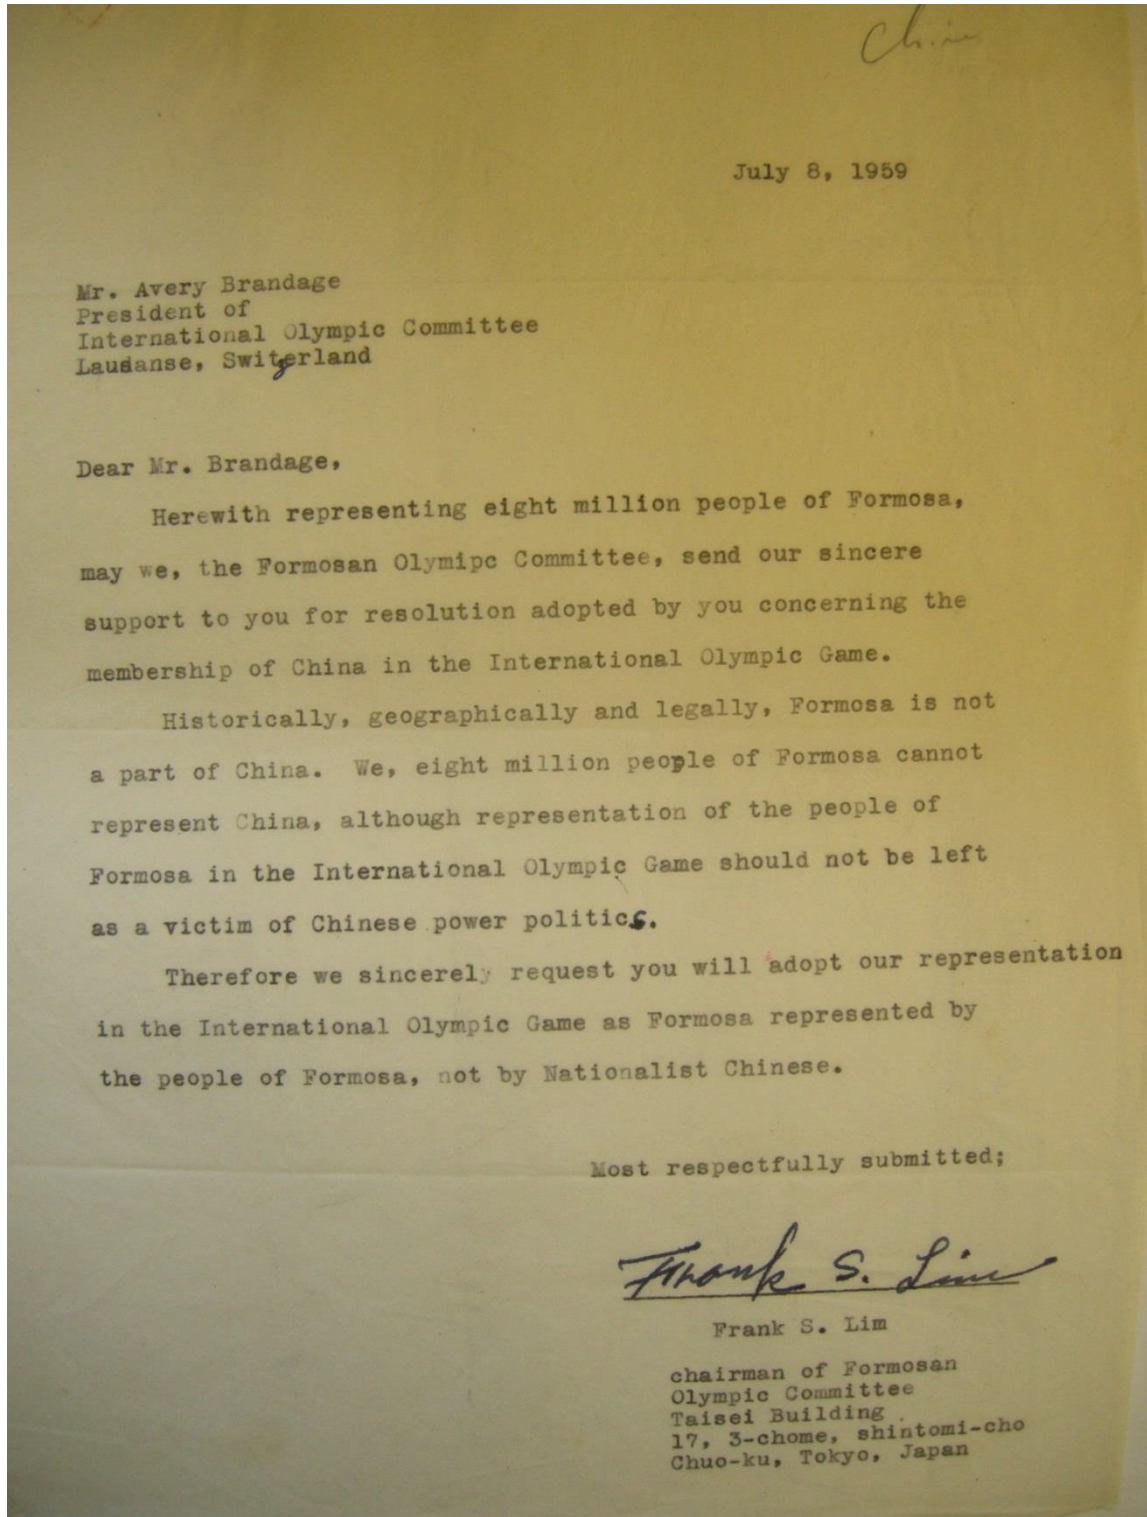 July 8, 1959
Mr. Avery Brandage
President of
International Olympic Committee
Laudanse, Switzerland
Dear Mr. Brandage,
Herewith representing eight million people of Formosa,
may we, the Formosan Olymipc Committee, send our sincere
support to you for resolution adopted by you concerning the
membership of China in the International Olympic Game.
Historically, geographically and legally, Formosa is not
a part of China. We, eight million people of Formosa cannot
represent China, although representation of the people of
Formosa in the International Olympic Game should not be left
as a victim of Chinese power politics.
Therefore we sincerely request you will adopt our representation
in the International Olympic Game as Formosa represented by
the people of Formosa, not by Nationalist Chinese.
Most respectfully submitted;
Frank S. Lim
Frank S. Lim
chairman of Formosan
Olympic Committee
Taisei Building
17, 3-chome, shintomi-cho
Chuo-ku, Tokyo, Japan